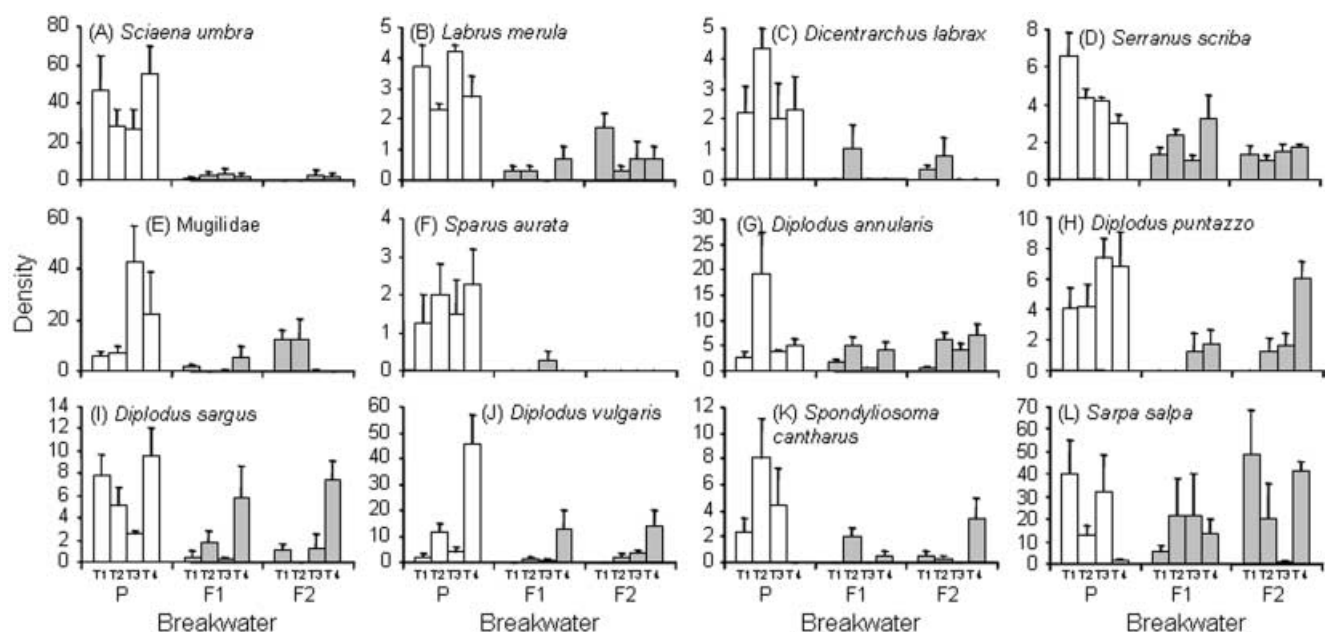 (A) Sciaena umbra
(B) Labrus merula
(C) Dicentrarchus labrax
(D) Serranus scriba
80
60
40
20
0
5
4
3
2
1
0
5
4
3
2
1
0
8
6
4
2
0
Density
(E) Mugilidae
(F) Sparus aurata
(G) Diplodus annularis
(H) Diplodus puntazzo
60
40
20
0
4
3
2
1
0
30
25
20
15
10
5
0
10
8
6
4
2
0
(I) Diplodus sargus
(J) Diplodus vulgaris
(K) Spondyliosoma
cantharus
(L) Sarpa salpa
14
12
10
8
6
4
2
0
60
50
40
30
20
10
0
12
10
8
6
4
2
0
70
60
50
40
30
20
10
0
T1 T2 T3 T4 T1 T2 T3 T4 T1 T2 T3 T4
P F1 F2
Breakwater
T1 T2 T3 T4 T1 T2 T3 T4 T1 T2 T3 T4
P F1 F2
Breakwater
T1 T2 T3 T4 T1 T2 T3 T4 T1 T2 T3 T4
P F1 F2
Breakwater
T1 T2 T3 T4 T1 T2 T3 T4 T1 T2 T3 T4
P F1 F2
Breakwater